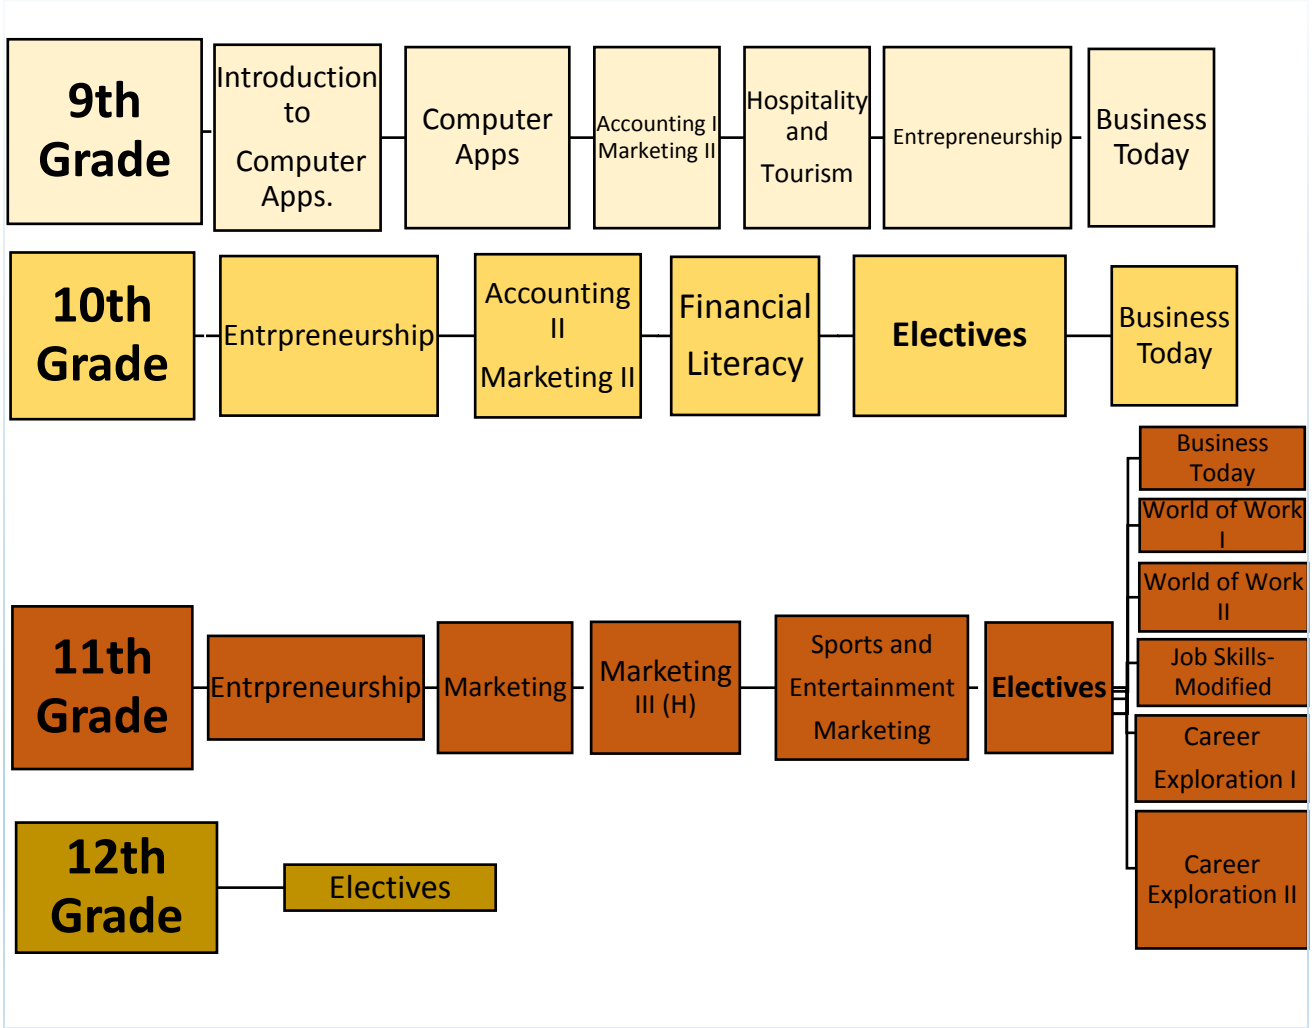 9th
Grade
Introduction
to
Computer
Apps.
Computer
Apps
Accounting I
Marketing II
Hospitality
and
Tourism
Entrepreneurship
Business
Today
10th
Grade
Entrpreneurship
Accounting
II
Marketing II
Financial
Literacy
Electives
Business
Today
11th
Grade
Entrpreneurship
Marketing
Marketing
III (H)
Sports and
Entertainment
Marketing
Electives
Business
Today
World of Work
I
World of Work
II
Job Skills-
Modified
Career
Exploration I
Career
Exploration II
12th
Grade
Electives